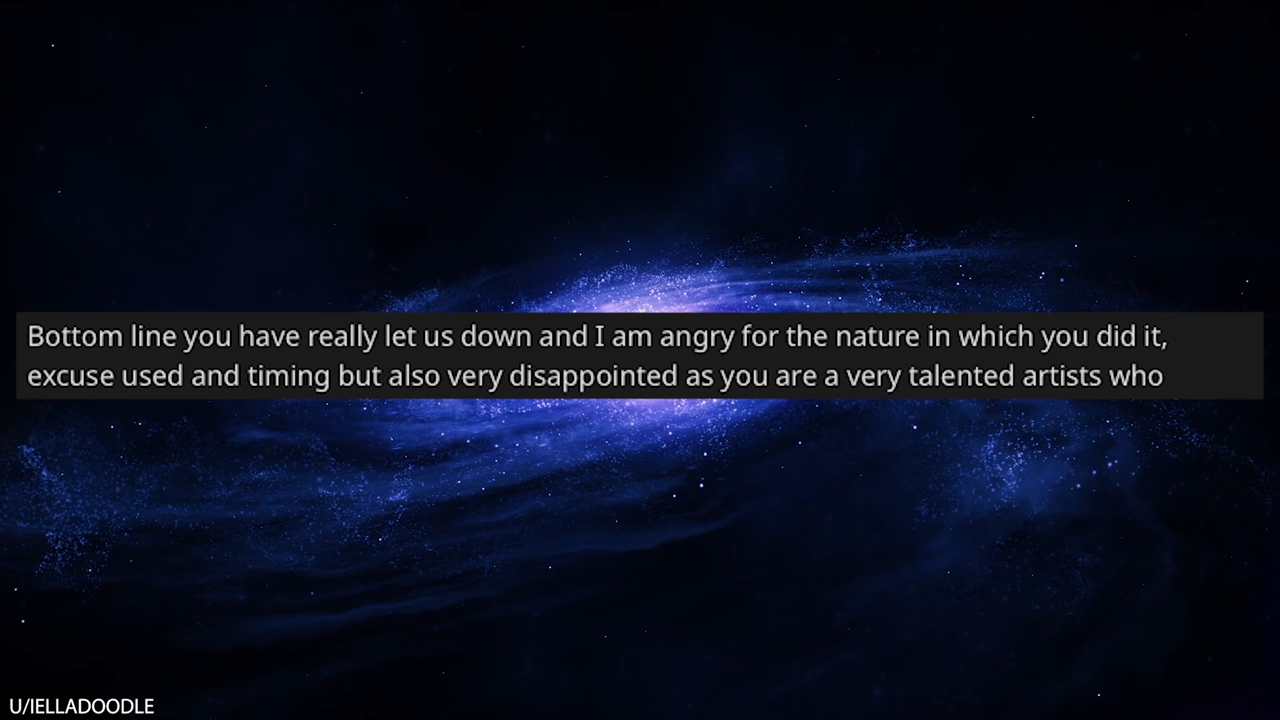 Bottom line you have really let us down and I am angry for the nature in which you did it,
excuse used and timing but also very disappointed as you are a very talented artists who
U/IELLADOODLE